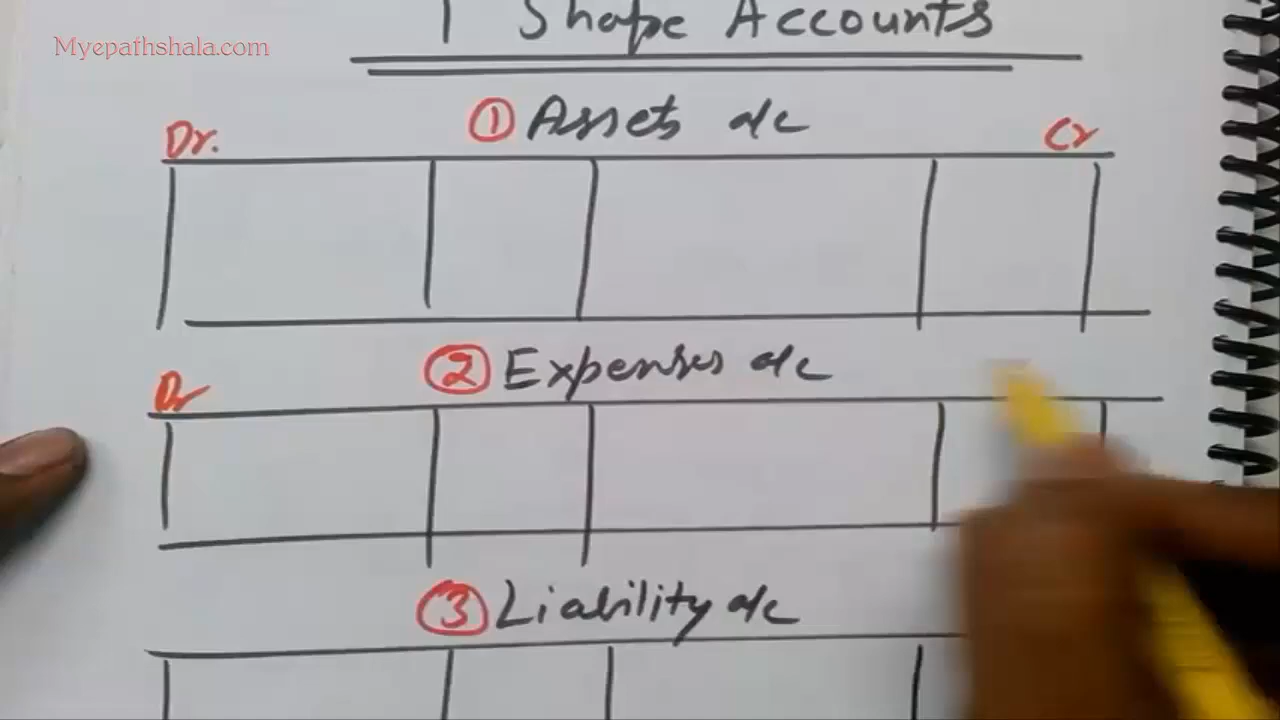 T Shape Accounts
Myepathshala.com
① Assets a/c
Dr. Cr
② Expenses a/c
Dr
③ Liability a/c